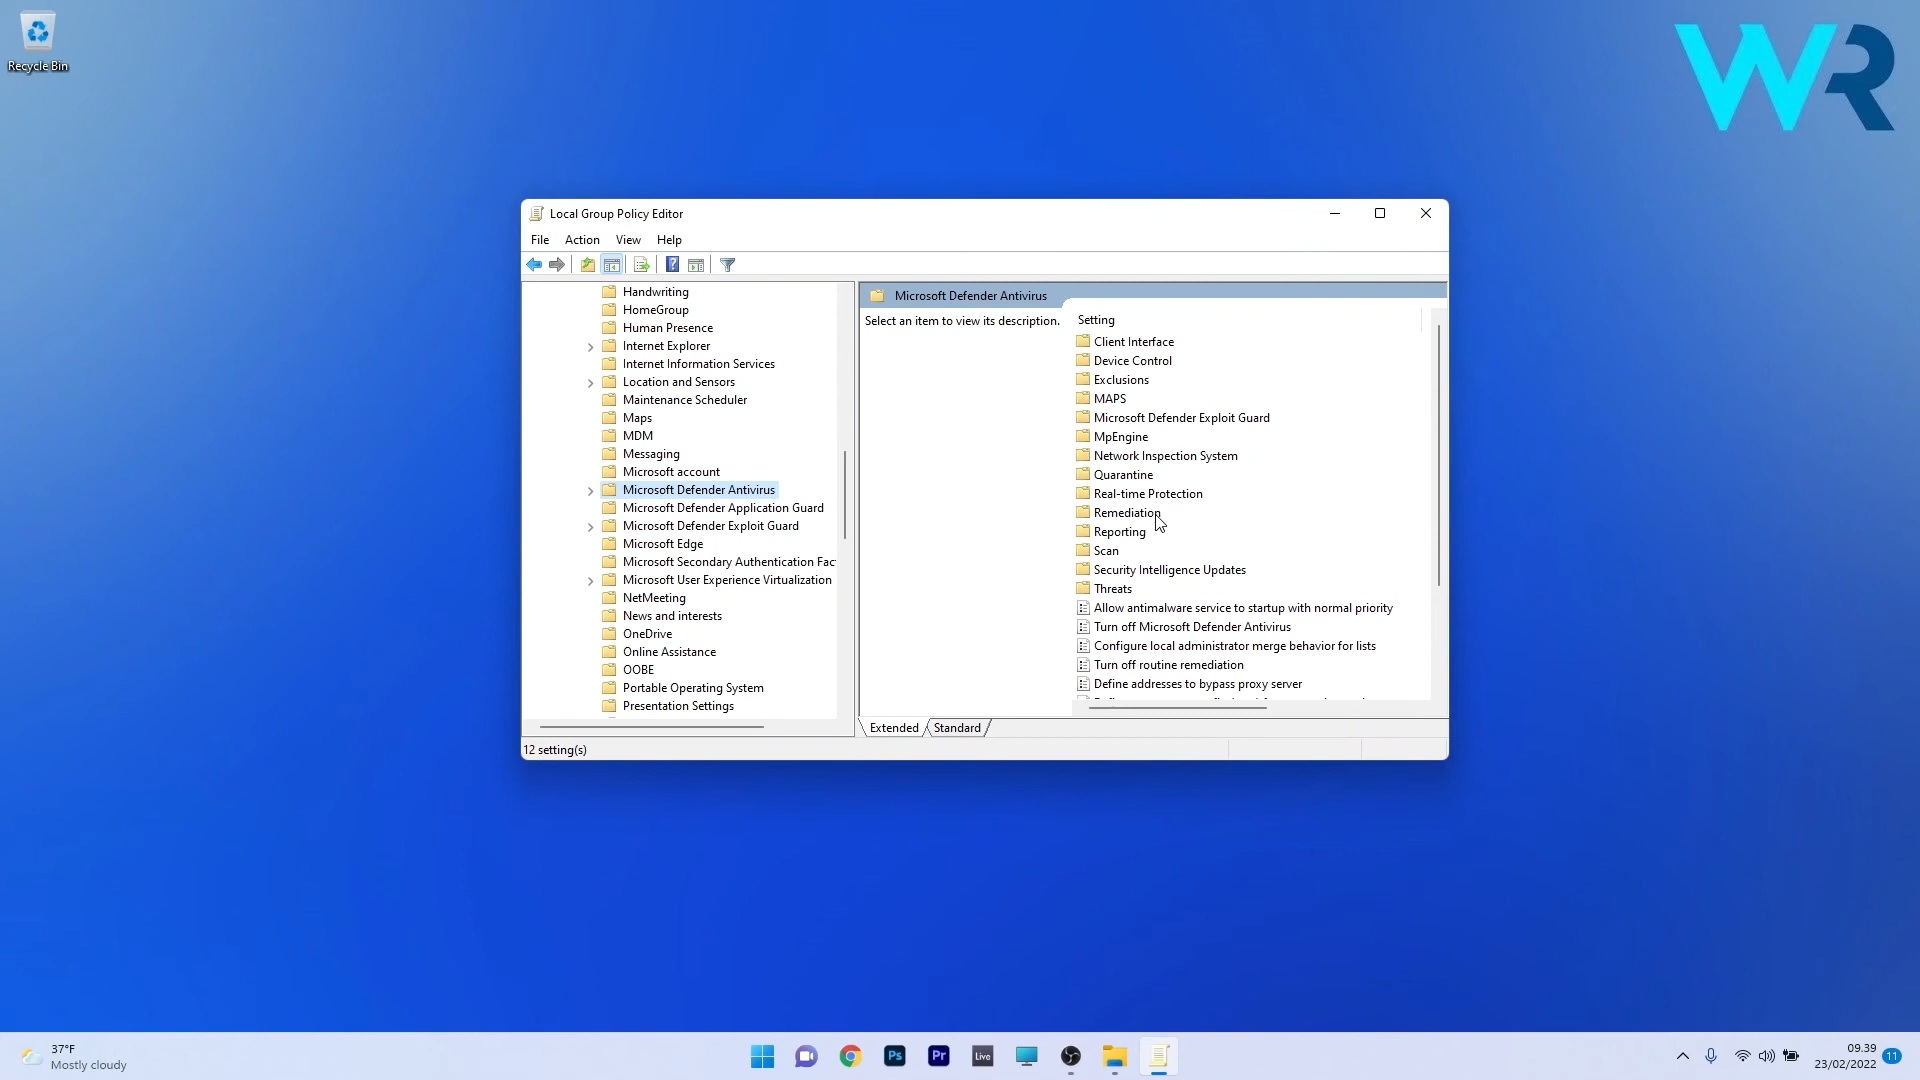 Recycle Bin
WR
Local Group Policy Editor
File Action View Help
Handwriting
HomeGroup
Human Presence
Internet Explorer
Internet Information Services
Location and Sensors
Maintenance Scheduler
Maps
MDM
Messaging
Microsoft account
Microsoft Defender Antivirus
Microsoft Defender Application Guard
Microsoft Defender Exploit Guard
Microsoft Edge
Microsoft Secondary Authentication Fac
Microsoft User Experience Virtualization
NetMeeting
News and interests
OneDrive
Online Assistance
OOBE
Portable Operating System
Presentation Settings
Microsoft Defender Antivirus
Select an item to view its description.
Setting
Client Interface
Device Control
Exclusions
MAPS
Microsoft Defender Exploit Guard
MpEngine
Network Inspection System
Quarantine
Real-time Protection
Remediation
Reporting
Scan
Security Intelligence Updates
Threats
Allow antimalware service to startup with normal priority
Turn off Microsoft Defender Antivirus
Configure local administrator merge behavior for lists
Turn off routine remediation
Define addresses to bypass proxy server
Extended Standard
12 setting(s)
37°F
Mostly cloudy
Ps
Pr
Live
09.39
23/02/2022
11